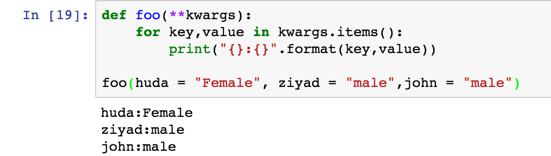 In [19]: def foo(**kwargs):
    for key,value in kwargs.items():
        print("{}:{}".format(key,value))
foo(huda = "Female", ziyad = "male",john = "male")
huda:Female
ziyad:male
john:male